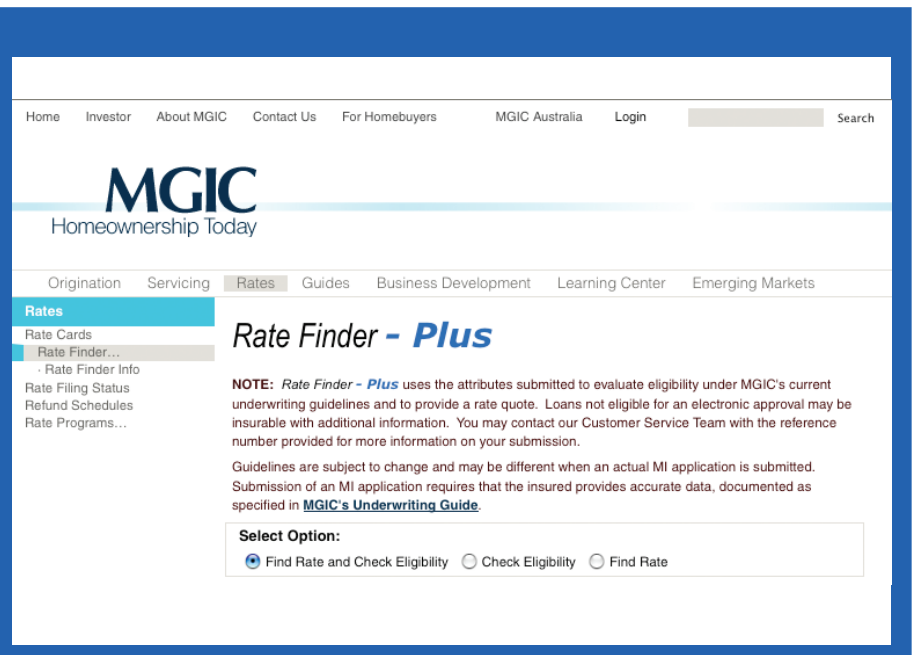 Home Investor About MGIC Contact Us For Homebuyers MGIC Australia Login Search
MGIC
Homeownership Today
Origination Servicing Rates Guides Business Development Learning Center Emerging Markets
Rates
Rate Cards
Rate Finder...
· Rate Finder Info
Rate Filing Status
Refund Schedules
Rate Programs...
Rate Finder - Plus
NOTE: Rate Finder - Plus uses the attributes submitted to evaluate eligibility under MGIC's current
underwriting guidelines and to provide a rate quote. Loans not eligible for an electronic approval may be
insurable with additional information. You may contact our Customer Service Team with the reference
number provided for more information on your submission.
Guidelines are subject to change and may be different when an actual MI application is submitted.
Submission of an MI application requires that the insured provides accurate data, documented as
specified in MGIC's Underwriting Guide.
Select Option:
Find Rate and Check Eligibility Check Eligibility Find Rate